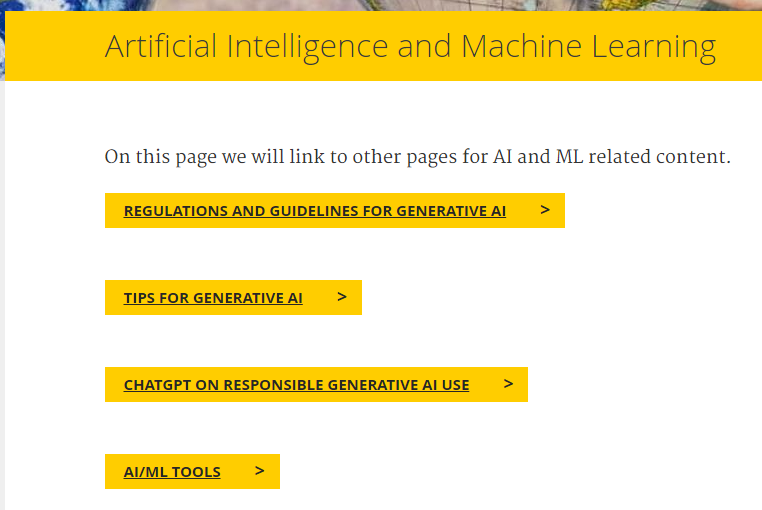 Artificial Intelligence and Machine Learning
On this page we will link to other pages for AI and ML related content.
REGULATIONS AND GUIDELINES FOR GENERATIVE AI >
TIPS FOR GENERATIVE AI >
CHATGPT ON RESPONSIBLE GENERATIVE AI USE >
AI/ML TOOLS >